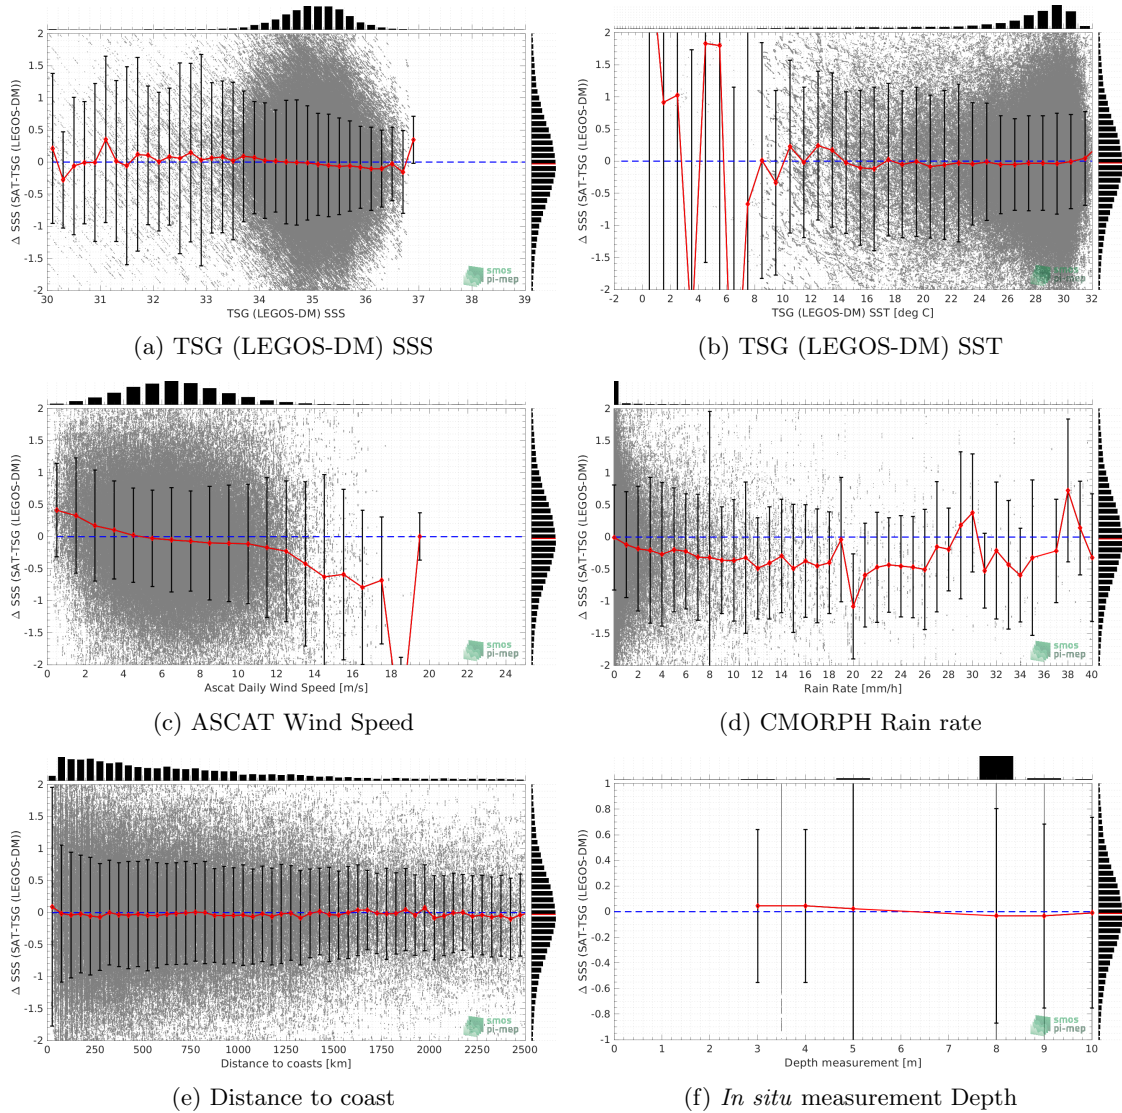 2
1.5
1
0.5
0
-0.5
-1
-1.5
-2
Δ SSS (SAT-TSG (LEGOS-DM))
30 31 32 33 34 35 36 37 38 39
TSG (LEGOS-DM) SSS
smos
pi-mep
(a) TSG (LEGOS-DM) SSS
2
1.5
1
0.5
0
-0.5
-1
-1.5
-2
Δ SSS (SAT-TSG (LEGOS-DM))
-2 0 2 4 6 8 10 12 14 16 18 20 22 24 26 28 30 32
TSG (LEGOS-DM) SST [deg C]
smos
pi-mep
(b) TSG (LEGOS-DM) SST
2
1.5
1
0.5
0
-0.5
-1
-1.5
-2
Δ SSS (SAT-TSG (LEGOS-DM))
0 2 4 6 8 10 12 14 16 18 20 22 24
Ascat Daily Wind Speed [m/s]
smos
pi-mep
(c) ASCAT Wind Speed
2
1.5
1
0.5
0
-0.5
-1
-1.5
-2
Δ SSS (SAT-TSG (LEGOS-DM))
0 2 4 6 8 10 12 14 16 18 20 22 24 26 28 30 32 34 36 38 40
Rain Rate [mm/h]
smos
pi-mep
(d) CMORPH Rain rate
2
1.5
1
0.5
0
-0.5
-1
-1.5
-2
Δ SSS (SAT-TSG (LEGOS-DM))
0 250 500 750 1000 1250 1500 1750 2000 2250 2500
Distance to coasts [km]
smos
pi-mep
(e) Distance to coast
1
0.8
0.6
0.4
0.2
0
-0.2
-0.4
-0.6
-0.8
-1
Δ SSS (SAT-TSG (LEGOS-DM))
0 1 2 3 4 5 6 7 8 9 10
Depth measurement [m]
smos
pi-mep
(f) In situ measurement Depth